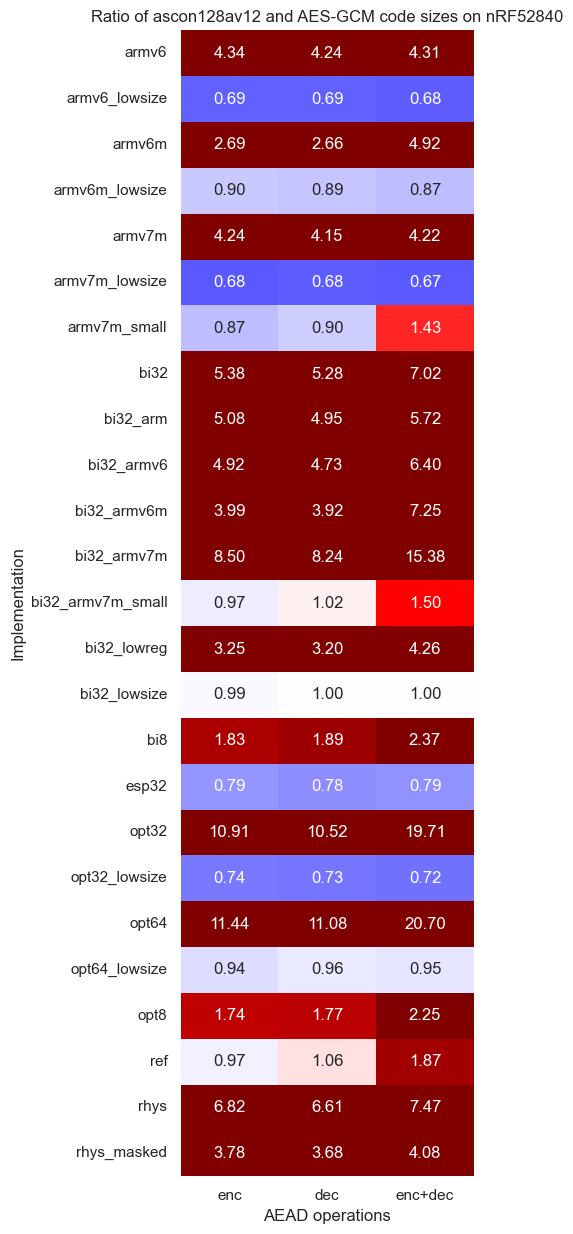 Ratio of ascon128av12 and AES-GCM code sizes on nRF52840
armv6 4.34 4.24 4.31
armv6_lowsize 0.69 0.69 0.68
armv6m 2.69 2.66 4.92
armv6m_lowsize 0.90 0.89 0.87
armv7m 4.24 4.15 4.22
armv7m_lowsize 0.68 0.68 0.67
armv7m_small 0.87 0.90 1.43
bi32 5.38 5.28 7.02
bi32_arm 5.08 4.95 5.72
bi32_armv6 4.92 4.73 6.40
bi32_armv6m 3.99 3.92 7.25
bi32_armv7m 8.50 8.24 15.38
bi32_armv7m_small 0.97 1.02 1.50
bi32_lowreg 3.25 3.20 4.26
bi32_lowsize 0.99 1.00 1.00
bi8 1.83 1.89 2.37
esp32 0.79 0.78 0.79
opt32 10.91 10.52 19.71
opt32_lowsize 0.74 0.73 0.72
opt64 11.44 11.08 20.70
opt64_lowsize 0.94 0.96 0.95
opt8 1.74 1.77 2.25
ref 0.97 1.06 1.87
rhys 6.82 6.61 7.47
rhys_masked 3.78 3.68 4.08
enc dec enc+dec
AEAD operations
Implementation